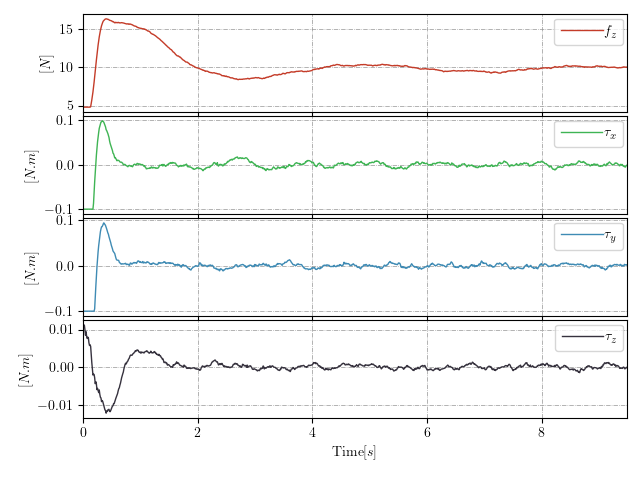 15
10
5
[N]
f_z
0.1
0.0
−0.1
[N.m]
τ_x
0.1
0.0
−0.1
[N.m]
τ_y
0.01
0.00
−0.01
[N.m]
τ_z
0 2 4 6 8
Time[s]